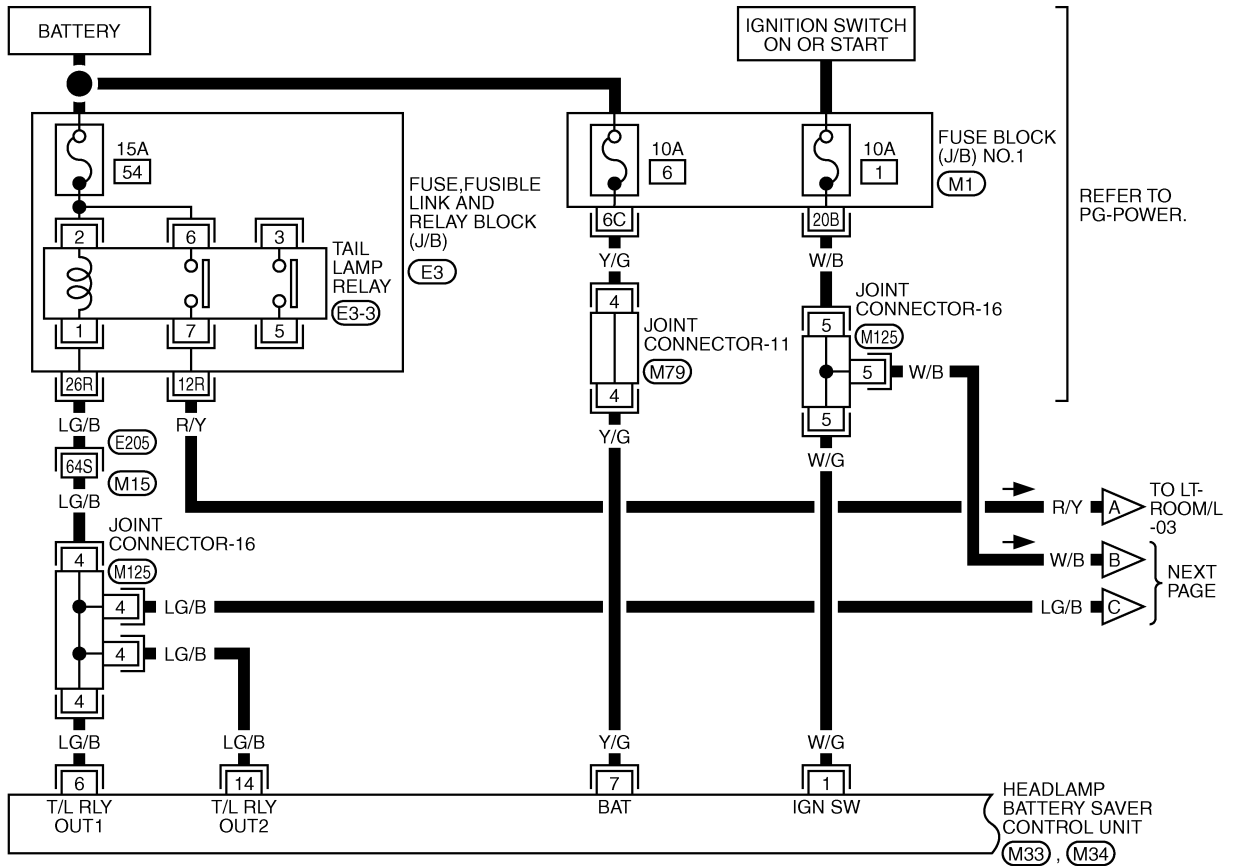 BATTERY
IGNITION SWITCH
ON OR START
15A
54
10A
6
10A
1
FUSE BLOCK
(J/B) NO.1
M1
REFER TO
PG-POWER.
FUSE,FUSIBLE
LINK AND
RELAY BLOCK
(J/B)
E3
2
6
3
6C
20B
TAIL
LAMP
RELAY
E3-3
Y/G
W/B
1
7
5
4
5
JOINT
CONNECTOR-16
M125
JOINT
CONNECTOR-11
M79
5
W/B
26R
12R
4
5
LG/B
R/Y
Y/G
W/G
E205
64S
M15
LG/B
R/Y
A
TO LT-
ROOM/L
-03
JOINT
CONNECTOR-16
M125
4
W/B
B
NEXT
PAGE
4
LG/B
LG/B
C
4
LG/B
4
LG/B
LG/B
Y/G
W/G
6
14
7
1
T/L RLY
OUT1
T/L RLY
OUT2
BAT
IGN SW
HEADLAMP
BATTERY SAVER
CONTROL UNIT
M33 , M34